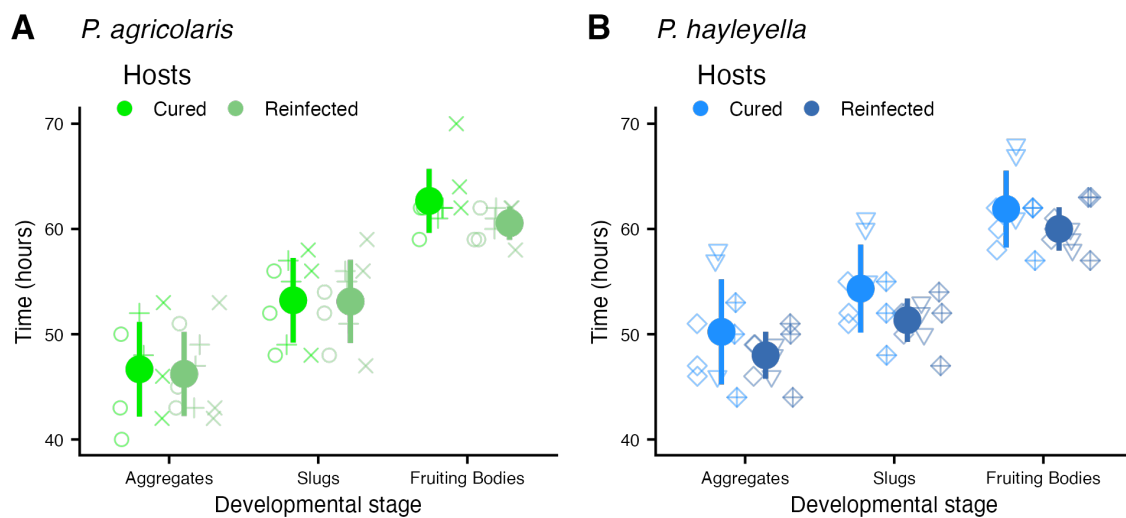 A P. agricolaris
Hosts
Cured Reinfected
70
60
50
40
Time (hours)
Aggregates Slugs Fruiting Bodies
Developmental stage
B P. hayleyella
Hosts
Cured Reinfected
70
60
50
40
Time (hours)
Aggregates Slugs Fruiting Bodies
Developmental stage